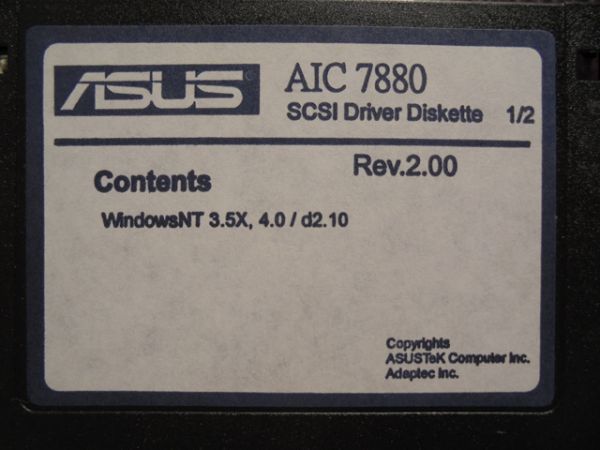 ASUS
AIC 7880
SCSI Driver Diskette 1/2
Rev.2.00
Contents
WindowsNT 3.5X, 4.0 / d2.10
Copyrights
ASUSTeK Computer Inc.
Adaptec Inc.